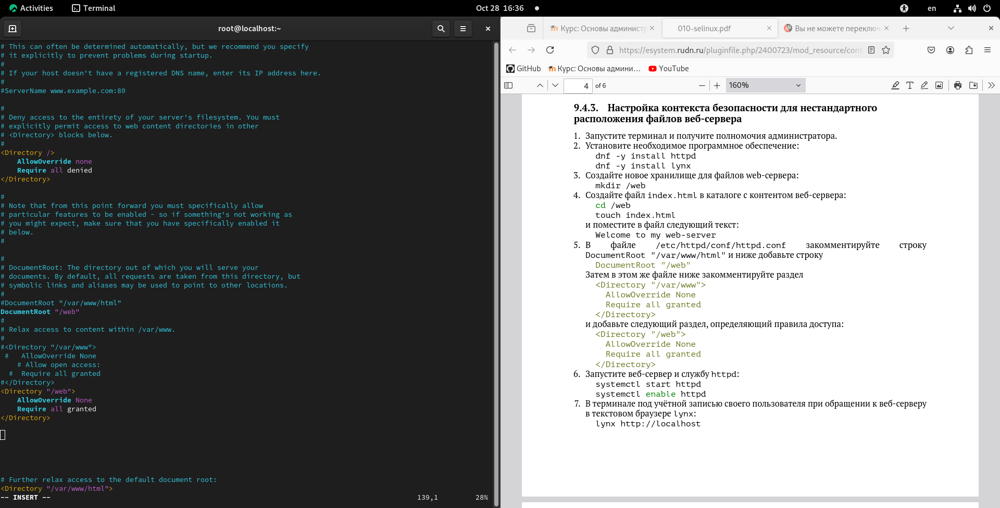 Activities
Terminal
Oct 28 16:36
en
root@localhost:~
# This can often be determined automatically, but we recommend you specify
# it explicitly to prevent problems during startup.
#
# If your host doesn't have a registered DNS name, enter its IP address here.
#
#ServerName www.example.com:80
#
# Deny access to the entirety of your server's filesystem. You must
# explicitly permit access to web content directories in other
# <Directory> blocks below.
#
<Directory />
AllowOverride none
Require all denied
</Directory>
#
# Note that from this point forward you must specifically allow
# particular features to be enabled - so if something's not working as
# you might expect, make sure that you have specifically enabled it
# below.
#
#
# DocumentRoot: The directory out of which you will serve your
# documents. By default, all requests are taken from this directory, but
# symbolic links and aliases may be used to point to other locations.
#
#DocumentRoot "/var/www/html"
DocumentRoot "/web"
#
# Relax access to content within /var/www.
#
#<Directory "/var/www">
#   AllowOverride None
# Allow open access:
#  Require all granted
#</Directory>
<Directory "/web">
AllowOverride None
Require all granted
</Directory>
# Further relax access to the default document root:
<Directory "/var/www/html">
-- INSERT --
139,1
28%
Курс: Основы администр
010-selinux.pdf
Вы не можете переключ
https://esystem.rudn.ru/pluginfile.php/2400723/mod_resource/cont
GitHub
Курс: Основы админи…
YouTube
4 of 6
160%
9.4.3. Настройка контекста безопасности для нестандартного
расположения файлов веб-сервера
1. Запустите терминал и получите полномочия администратора.
2. Установите необходимое программное обеспечение:
dnf -y install httpd
dnf -y install lynx
3. Создайте новое хранилище для файлов web-сервера:
mkdir /web
4. Создайте файл index.html в каталоге с контентом веб-сервера:
cd /web
touch index.html
и поместите в файл следующий текст:
Welcome to my web-server
5. В файле /etc/httpd/conf/httpd.conf закомментируйте строку
DocumentRoot "/var/www/html" и ниже добавьте строку
DocumentRoot "/web"
Затем в этом же файле ниже закомментируйте раздел
<Directory "/var/www">
AllowOverride None
Require all granted
</Directory>
и добавьте следующий раздел, определяющий правила доступа:
<Directory "/web">
AllowOverride None
Require all granted
</Directory>
6. Запустите веб-сервер и службу httpd:
systemctl start httpd
systemctl enable httpd
7. В терминале под учётной записью своего пользователя при обращении к веб-серверу
в текстовом браузере lynx:
lynx http://localhost